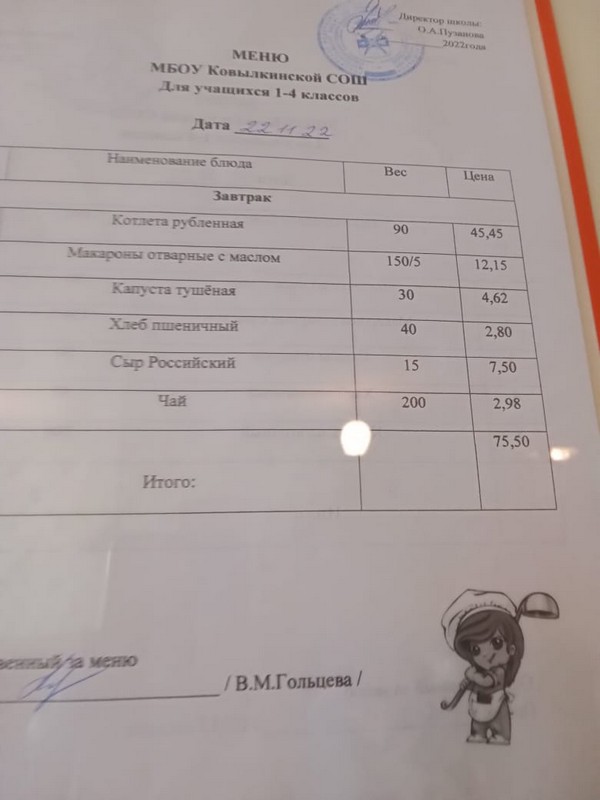 Директор школы:
О.А.Пузанова
2022года
МЕНЮ
МБОУ Ковылкинской СОШ
Для учащихся 1-4 классов
Дата 22 11 22
Наименование блюда Вес Цена
Завтрак
Котлета рубленная 90 45,45
Макароны отварные с маслом 150/5 12,15
Капуста тушёная 30 4,62
Хлеб пшеничный 40 2,80
Сыр Российский 15 7,50
Чай 200 2,98
75,50
Итого:
венный за меню
/ В.М.Гольцева /